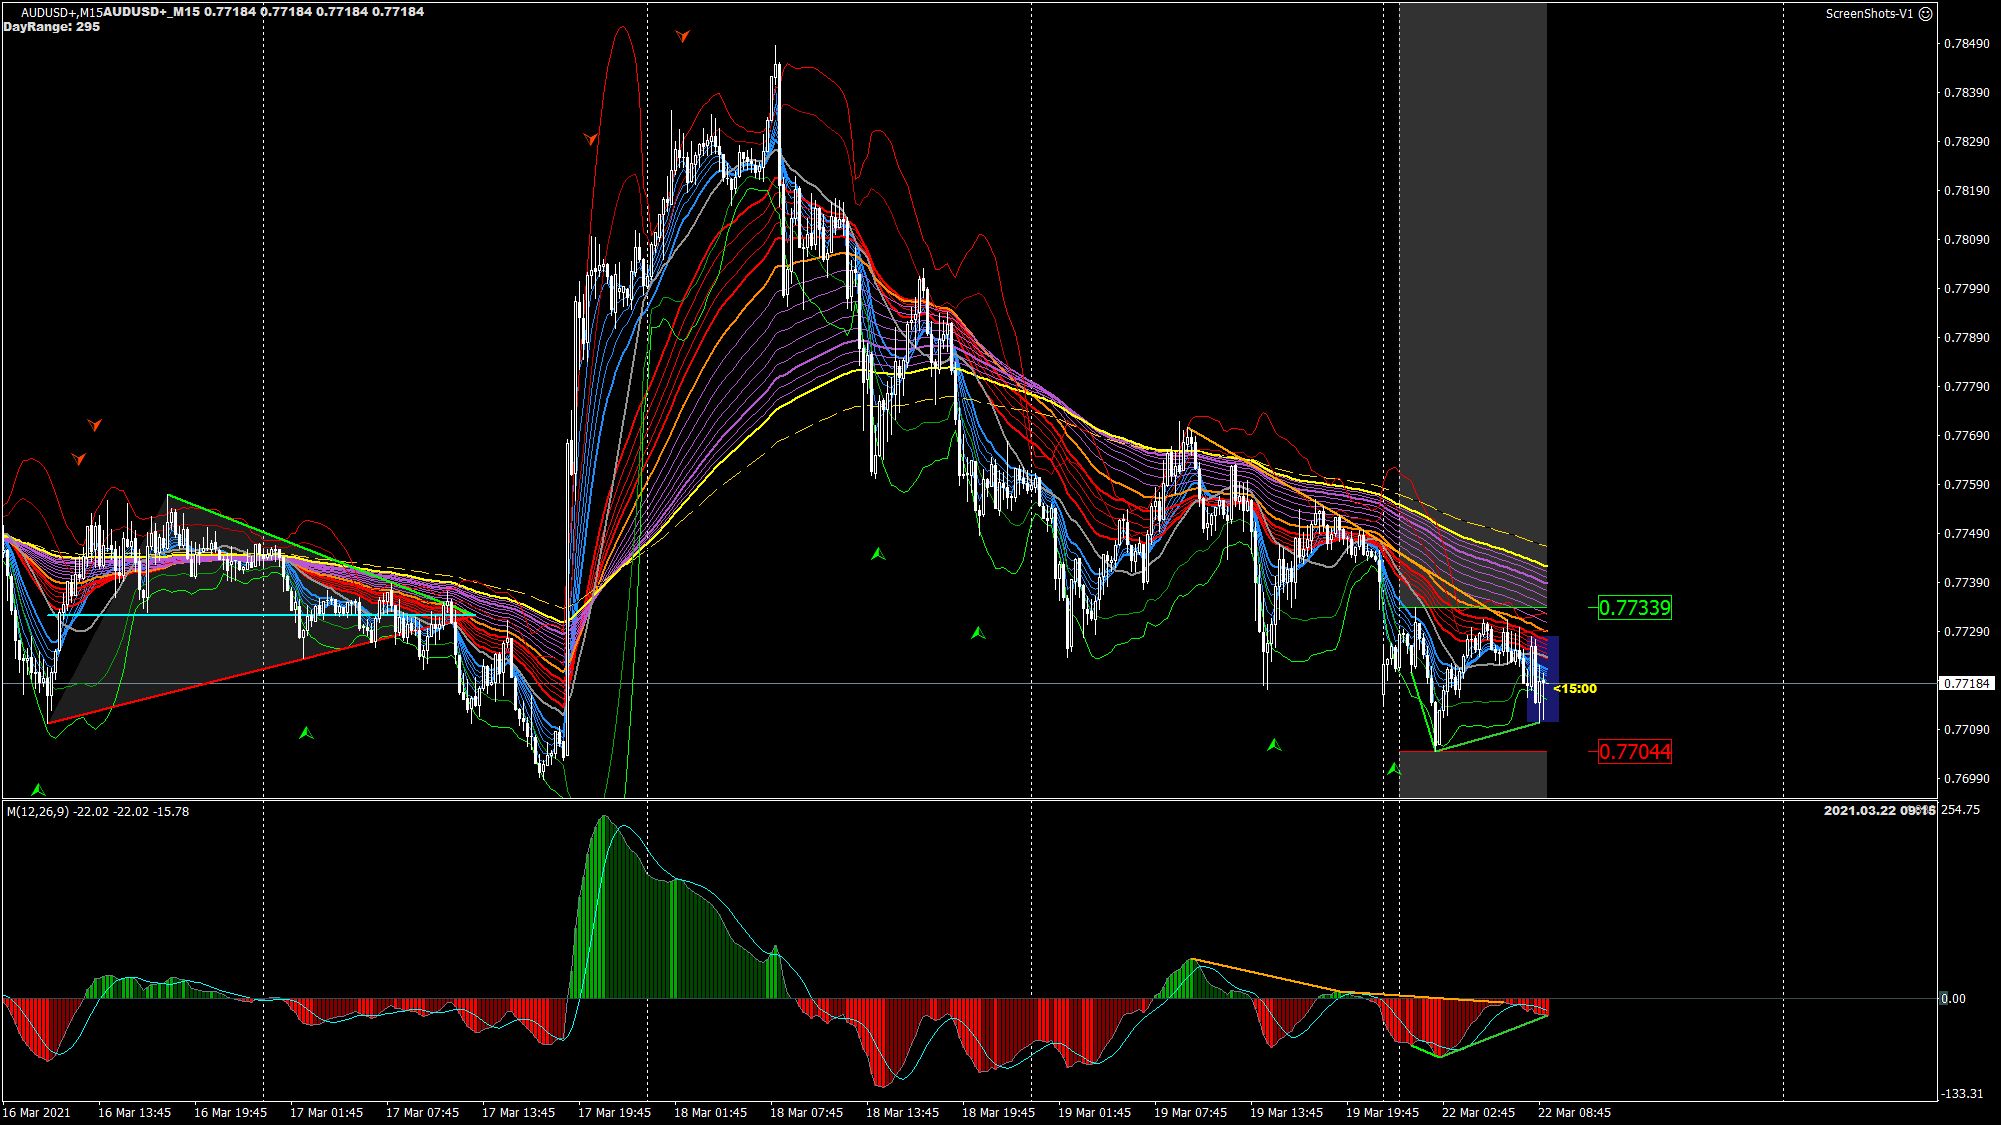 AUDUSD+,M15AUDUSD+_M15 0.77184 0.77184 0.77184 0.77184
DayRange: 295
ScreenShots-V1
0.78490
0.78390
0.78290
0.78190
0.78090
0.77990
0.77890
0.77790
0.77690
0.77590
0.77490
0.77390
0.77339
0.77290
0.77184
<15:00
0.77090
0.77044
0.76990
M(12,26,9) -22.02 -22.02 -15.78
2021.03.22 09:15
254.75
0.00
-133.31
16 Mar 2021
16 Mar 13:45
16 Mar 19:45
17 Mar 01:45
17 Mar 07:45
17 Mar 13:45
17 Mar 19:45
18 Mar 01:45
18 Mar 07:45
18 Mar 13:45
18 Mar 19:45
19 Mar 01:45
19 Mar 07:45
19 Mar 13:45
19 Mar 19:45
22 Mar 02:45
22 Mar 08:45